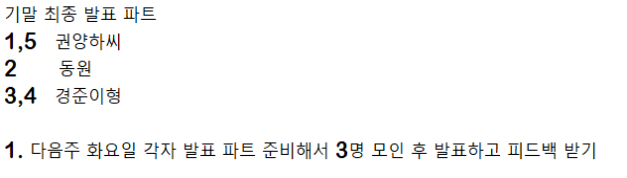 기말 최종 발표 파트
1,5 권양하씨
2 동원
3,4 경준이형
1. 다음주 화요일 각자 발표 파트 준비해서 3명 모인 후 발표하고 피드백 받기